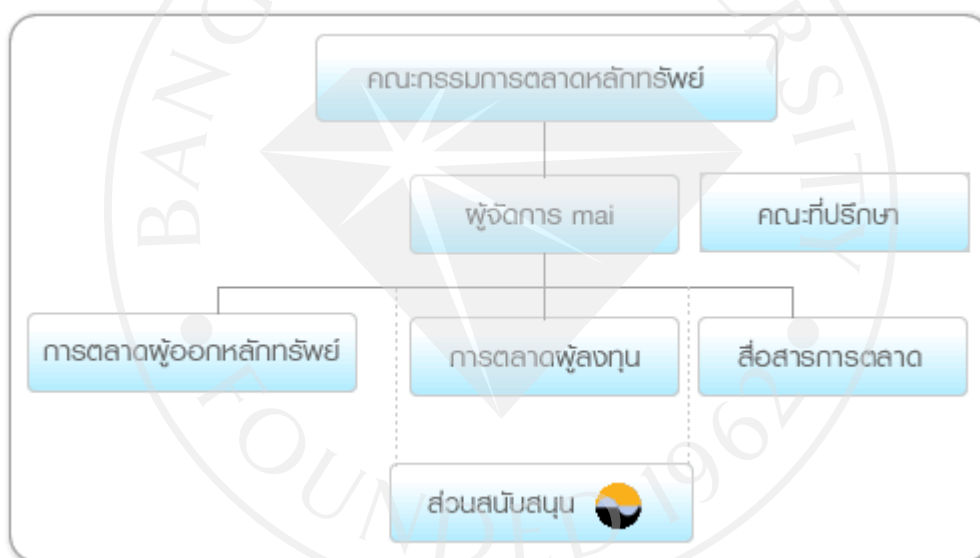 คณะกรรมการตลาดหลักทรัพย์
ผู้จัดการ mai
คณะที่ปรึกษา
การตลาดผู้ออกหลักทรัพย์
การตลาดผู้ลงทุน
สื่อสารการตลาด
ส่วนสนับสนุน
FOUNDED 1962